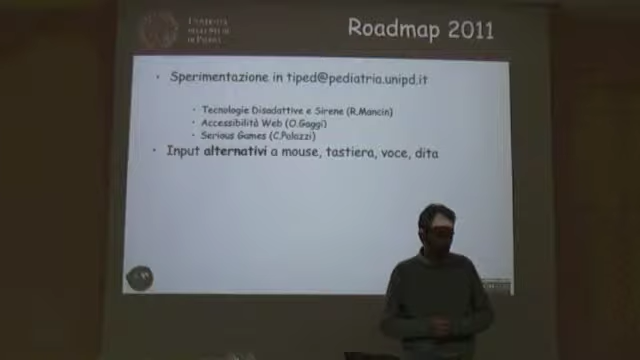 UNIVERSITÀ
DEGLI STUDI
DI PADOVA
Roadmap 2011
Sperimentazione in tiped@pediatria.unipd.it
Tecnologie Disadattive e Sirene (R.Mancin)
Accessibilità Web (O.Gaggi)
Serious Games (C.Palazzi)
Input alternativi a mouse, tastiera, voce, dita